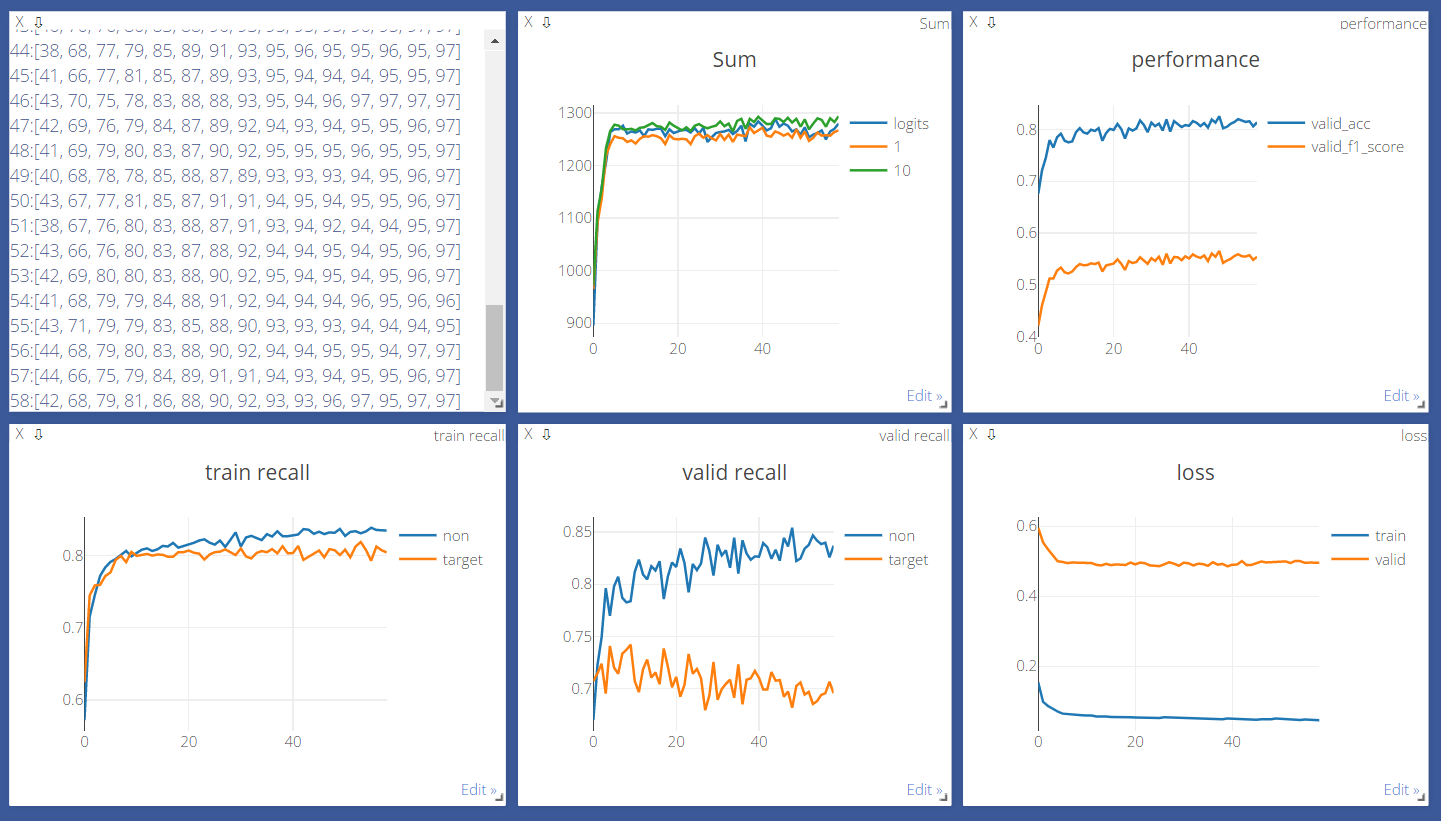 X ⇩
44:[38, 68, 77, 79, 85, 89, 91, 93, 95, 96, 95, 95, 96, 95, 97]
45:[41, 66, 77, 81, 85, 87, 89, 93, 95, 94, 94, 94, 95, 95, 97]
46:[43, 70, 75, 78, 83, 88, 88, 93, 95, 94, 96, 97, 97, 97, 97]
47:[42, 69, 76, 79, 84, 87, 89, 92, 94, 93, 94, 95, 95, 96, 97]
48:[41, 69, 76, 80, 83, 87, 90, 92, 95, 95, 95, 96, 95, 95, 97]
49:[40, 68, 78, 78, 85, 88, 87, 89, 93, 93, 93, 94, 95, 96, 97]
50:[43, 67, 77, 81, 85, 87, 91, 91, 94, 95, 94, 95, 95, 96, 97]
51:[38, 67, 76, 80, 83, 88, 87, 91, 93, 94, 92, 94, 94, 95, 97]
52:[43, 66, 76, 80, 83, 87, 88, 92, 94, 94, 95, 94, 95, 96, 97]
53:[42, 69, 80, 80, 83, 88, 90, 92, 95, 94, 95, 94, 95, 96, 97]
54:[41, 68, 79, 79, 84, 88, 91, 92, 94, 94, 94, 96, 95, 96, 96]
55:[43, 71, 79, 79, 83, 85, 88, 90, 93, 93, 93, 94, 94, 94, 95]
56:[44, 68, 79, 80, 83, 88, 90, 92, 94, 94, 95, 95, 94, 97, 97]
57:[44, 66, 75, 79, 84, 89, 91, 91, 94, 93, 94, 95, 95, 96, 97]
58:[42, 68, 79, 81, 86, 88, 90, 92, 93, 93, 96, 97, 95, 97, 97]
X ⇩ Sum
Sum
1300
1200
1100
1000
900
0 20 40
logits
1
10
Edit »
X ⇩ performance
performance
0.8
0.7
0.6
0.5
0.4
0 20 40
valid_acc
valid_f1_score
Edit »
X ⇩ train recall
train recall
0.8
0.7
0.6
0 20 40
non
target
Edit »
X ⇩ valid recall
valid recall
0.85
0.8
0.75
0.7
0 20 40
non
target
Edit »
X ⇩ loss
loss
0.6
0.4
0.2
0 20 40
train
valid
Edit »